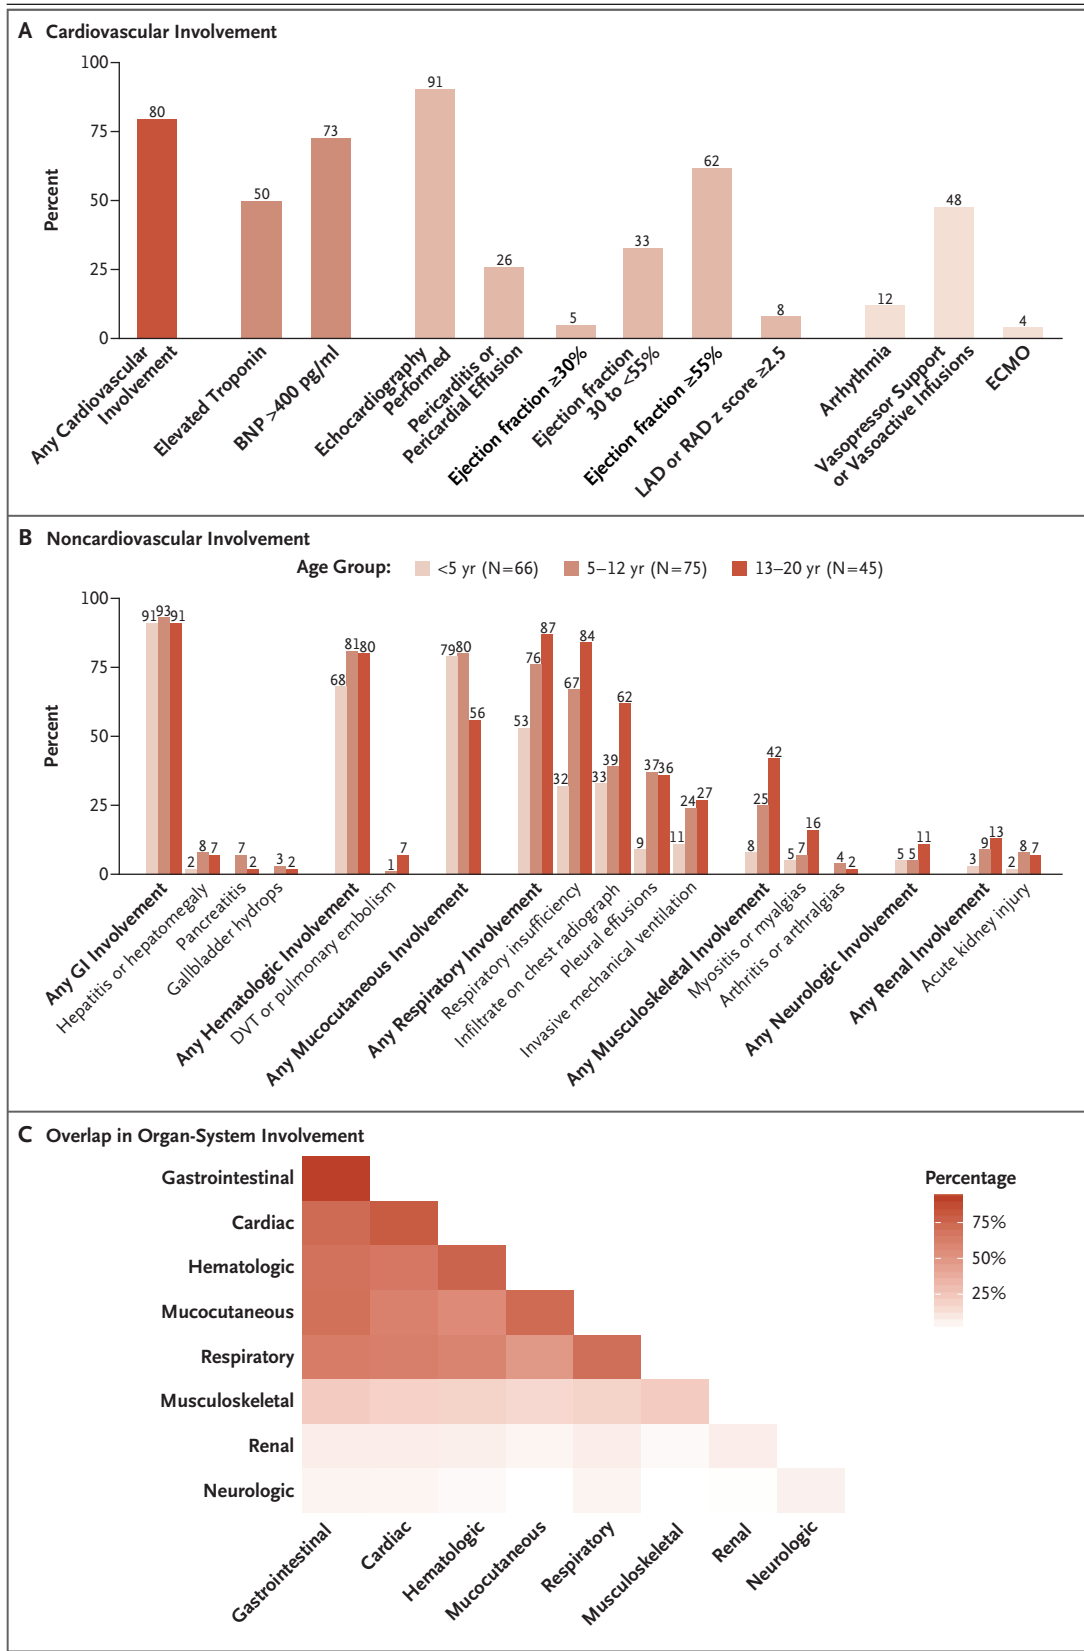 A Cardiovascular Involvement
100
75
50
25
0
Percent
80
50
73
91
26
5
33
62
8
12
48
4
Any Cardiovascular
Involvement
Elevated Troponin
BNP >400 pg/ml
Echocardiography
Performed
Pericarditis or
Pericardial Effusion
Ejection fraction ≥30%
Ejection fraction
30 to <55%
Ejection fraction ≥55%
LAD or RAD z score ≥2.5
Arrhythmia
Vasopressor Support
or Vasoactive Infusions
ECMO
B Noncardiovascular Involvement
Age Group: <5 yr (N=66) 5–12 yr (N=75) 13–20 yr (N=45)
100
75
50
25
0
Percent
91 93 91
2 8 7
7 2
3 2
68 81 80
1 7
79 80 56
53 76 87
32 67 84
33 39 62
9 37 36
11 24 27
8 25 42
5 7 16
4 2
5 5 11
3 9 13
2 8 7
Any GI Involvement
Hepatitis or hepatomegaly
Pancreatitis
Gallbladder hydrops
Any Hematologic Involvement
DVT or pulmonary embolism
Any Mucocutaneous Involvement
Any Respiratory Involvement
Respiratory insufficiency
Infiltrate on chest radiograph
Pleural effusions
Invasive mechanical ventilation
Any Musculoskeletal Involvement
Myositis or myalgias
Arthritis or arthralgias
Any Neurologic Involvement
Any Renal Involvement
Acute kidney injury
C Overlap in Organ-System Involvement
Gastrointestinal
Cardiac
Hematologic
Mucocutaneous
Respiratory
Musculoskeletal
Renal
Neurologic
Percentage
75%
50%
25%
Gastrointestinal
Cardiac
Hematologic
Mucocutaneous
Respiratory
Musculoskeletal
Renal
Neurologic